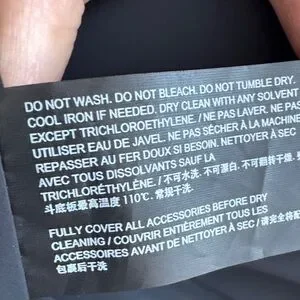 DO NOT WASH. DO NOT BLEACH. DO NOT TUMBLE DRY.
COOL IRON IF NEEDED. DRY CLEAN WITH ANY SOLVENT
EXCEPT TRICHLOROETHYLENE./ NE PAS LAVER. NE PAS
UTILISER EAU DE JAVEL. NE PAS SÈCHER À LA MACHINE
REPASSER AU FER DOUX SI BESOIN. NETTOYER À SEC
AVEC TOUS DISSOLVANTS SAUF LA
TRICHLORÉTHYLÈNE./ 不可水洗. 不可漂白. 不可翻转干燥.
斗底板最高温度 110℃. 常规干洗.
FULLY COVER ALL ACCESSORIES BEFORE DRY
CLEANING / COUVRIR ENTIÈREMENT TOUS LES
ACCESSOIRES AVANT DE NETTOYER À SEC/ 请完全将
包裹后干洗